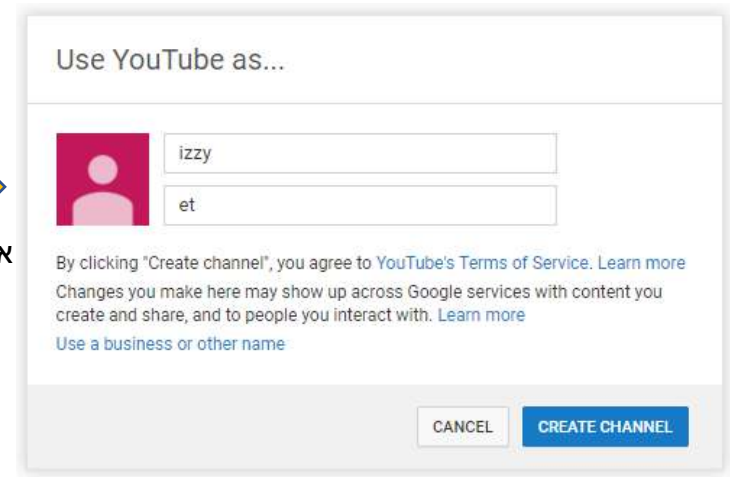 Use YouTube as...
izzy
et
א
By clicking "Create channel", you agree to YouTube's Terms of Service. Learn more
Changes you make here may show up across Google services with content you
create and share, and to people you interact with. Learn more
Use a business or other name
CANCEL CREATE CHANNEL